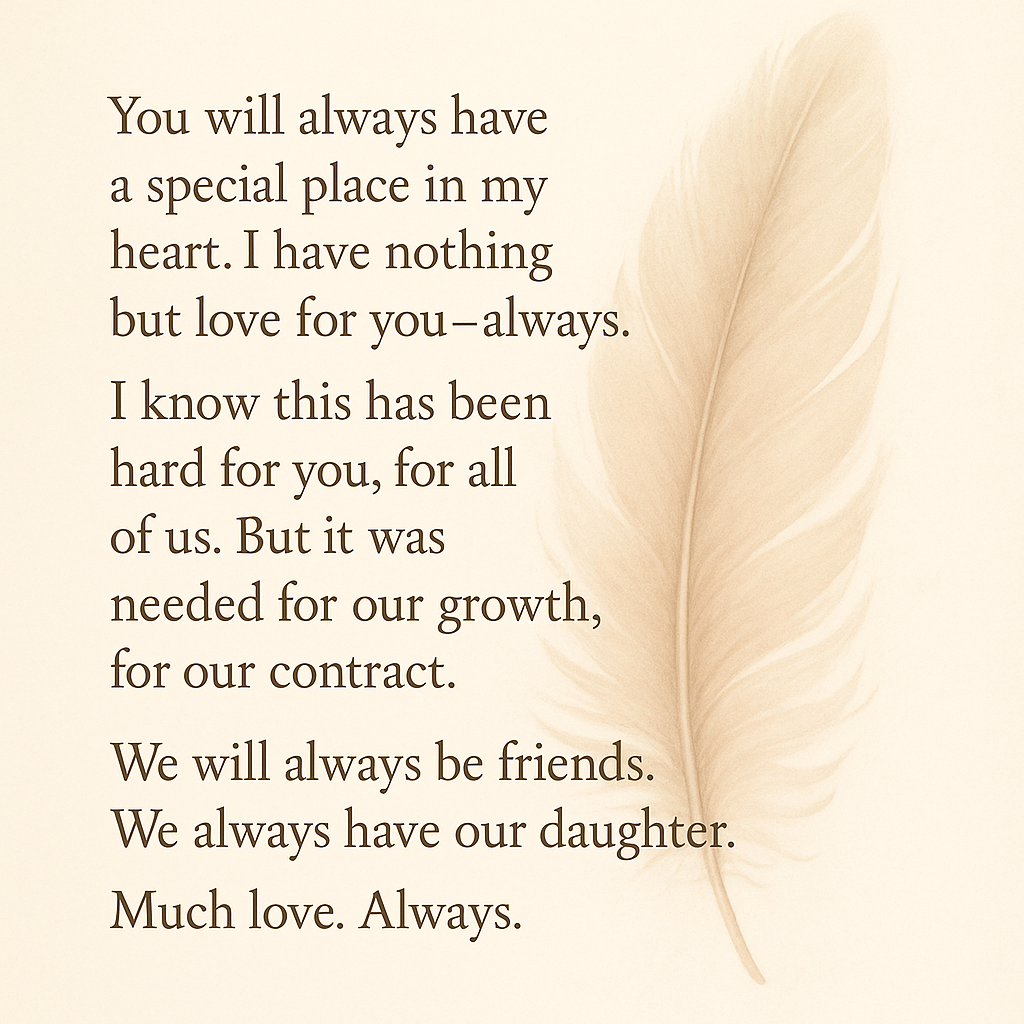 You will always have
a special place in my
heart. I have nothing
but love for you–always.
I know this has been
hard for you, for all
of us. But it was
needed for our growth,
for our contract.
We will always be friends.
We always have our daughter.
Much love. Always.